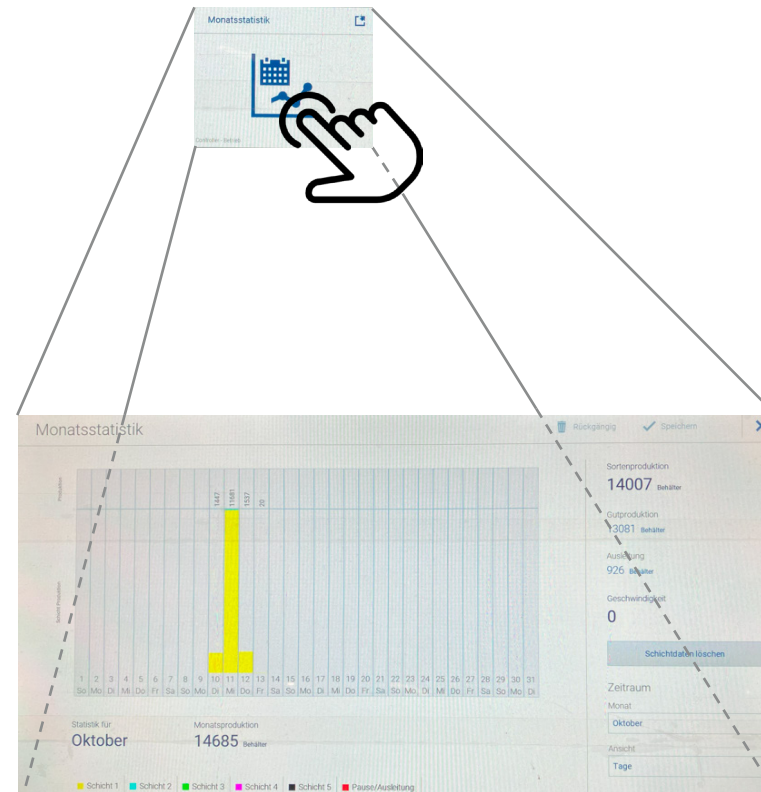 Monatsstatistik
Monatsstatistik
Rückgängig
Speichern
Produktion
Schicht Produktion
1447
11681
1537
20
1 2 3 4 5 6 7 8 9 10 11 12 13 14 15 16 17 18 19 20 21 22 23 24 25 26 27 28 29 30 31
So Mo Di Mi Do Fr Sa So Mo Di Mi Do Fr Sa So Mo Di Mi Do Fr Sa So Mo Di Mi Do Fr Sa So Mo Di
Statistik für
Oktober
Monatsproduktion
14685 Behälter
Schicht 1 Schicht 2 Schicht 3 Schicht 4 Schicht 5 Pause/Ausleitung
Sortenproduktion
14007 Behälter
Gutproduktion
13081 Behälter
Ausleitung
926 Behälter
Geschwindigkeit
0
Schichtdaten löschen
Zeitraum
Monat
Oktober
Ansicht
Tage